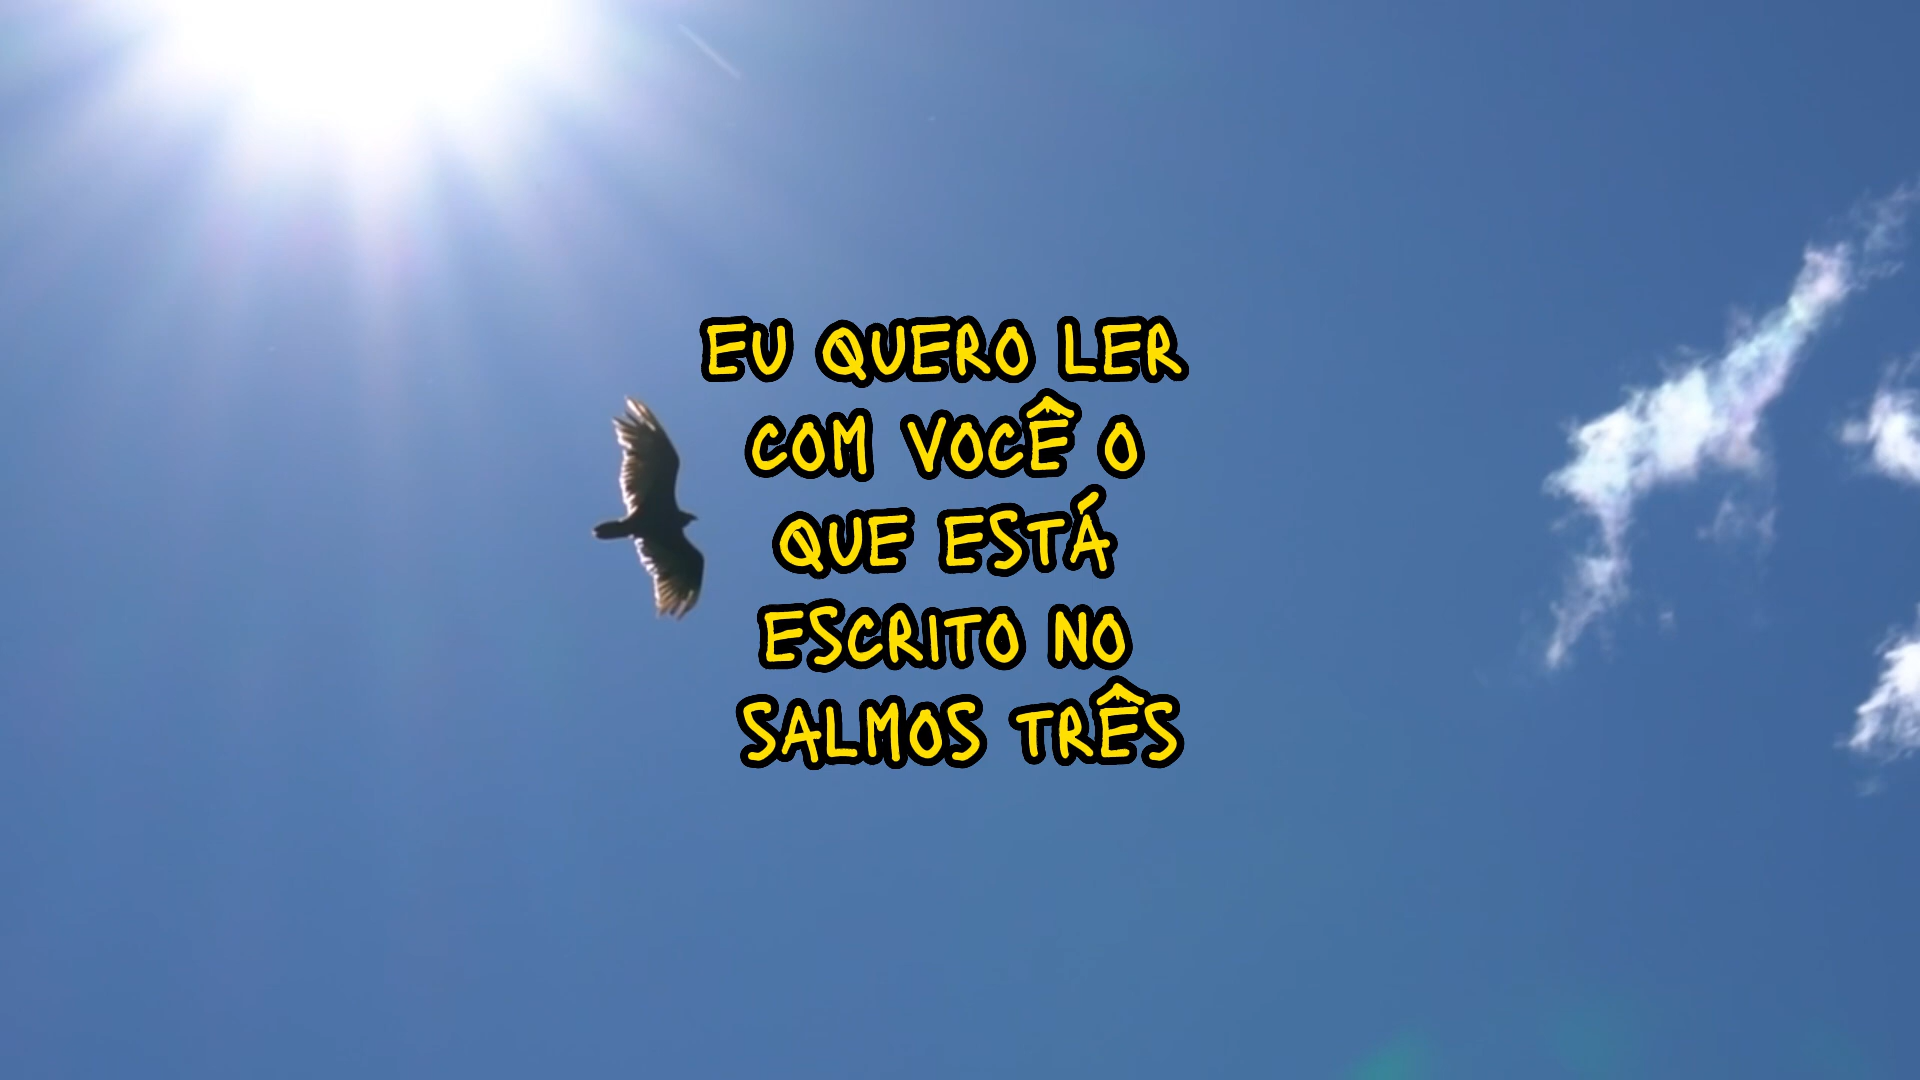 EU QUERO LER
COM VOCÊ O
QUE ESTÁ
ESCRITO NO
SALMOS TRÊS